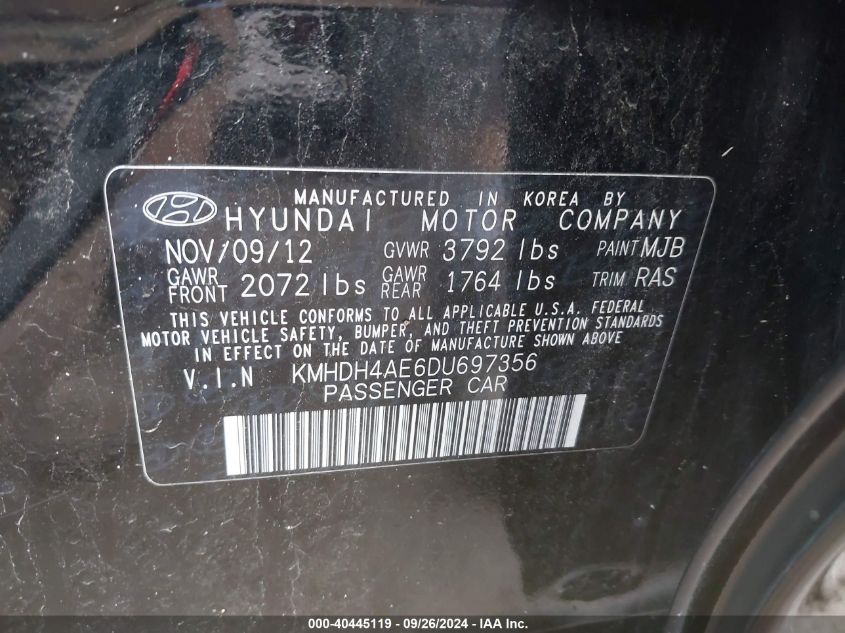 MANUFACTURED IN KOREA BY
HYUNDAI MOTOR COMPANY
NOV/09/12 GVWR 3792 lbs PAINT MJB
GAWR FRONT 2072 lbs GAWR REAR 1764 lbs TRIM RAS
THIS VEHICLE CONFORMS TO ALL APPLICABLE U.S.A. FEDERAL
MOTOR VEHICLE SAFETY, BUMPER, AND THEFT PREVENTION STANDARDS
IN EFFECT ON THE DATE OF MANUFACTURE SHOWN ABOVE
V.I.N KMHDH4AE6DU697356
PASSENGER CAR
000-40445119 - 09/26/2024 - IAAI.com